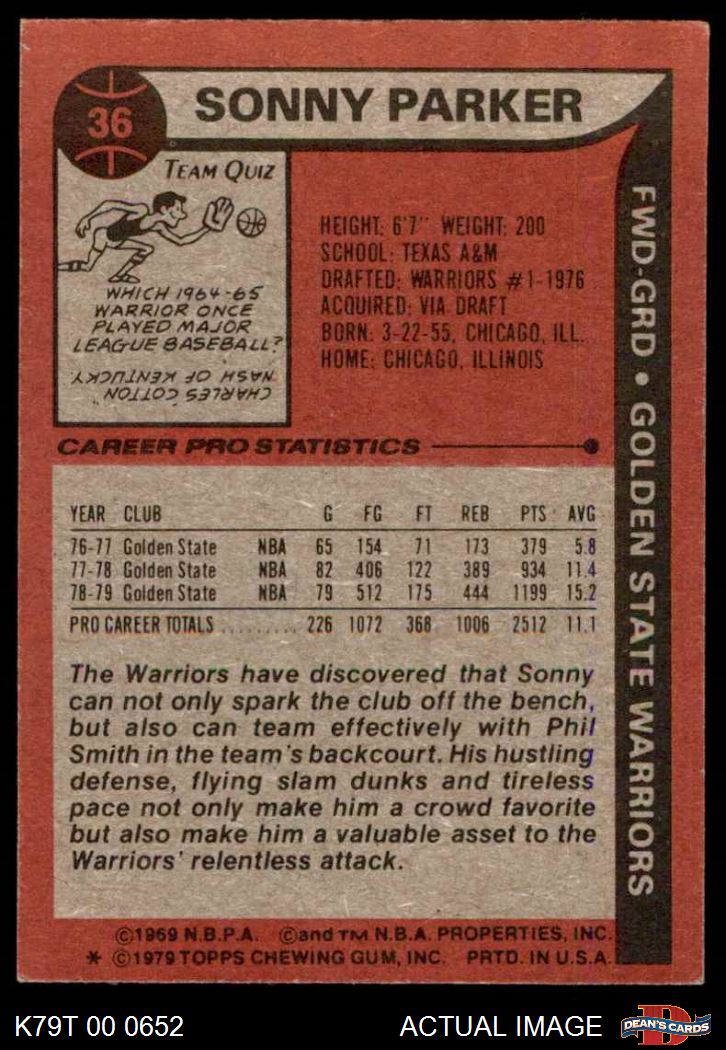 36
SONNY PARKER
TEAM QUIZ
WHICH 1964-65
WARRIOR ONCE
PLAYED MAJOR
LEAGUE BASEBALL?
CHARLES "COTTON"
NASH OF KENTUCKY.
HEIGHT: 6'7" WEIGHT: 200
SCHOOL: TEXAS A&M
DRAFTED: WARRIORS #1-1976
ACQUIRED: VIA DRAFT
BORN: 3-22-55, CHICAGO, ILL.
HOME: CHICAGO, ILLINOIS
FWD-GRD • GOLDEN STATE WARRIORS
CAREER PRO STATISTICS
YEAR CLUB G FG FT REB PTS AVG
76-77 Golden State NBA 65 154 71 173 379 5.8
77-78 Golden State NBA 82 406 122 389 934 11.4
78-79 Golden State NBA 79 512 175 444 1199 15.2
PRO CAREER TOTALS ......... 226 1072 368 1006 2512 11.1
The Warriors have discovered that Sonny
can not only spark the club off the bench,
but also can team effectively with Phil
Smith in the team's backcourt. His hustling
defense, flying slam dunks and tireless
pace not only make him a crowd favorite
but also make him a valuable asset to the
Warriors' relentless attack.
©1969 N.B.P.A. ©and TM N.B.A. PROPERTIES, INC.
* ©1979 TOPPS CHEWING GUM, INC. PRTD. IN U.S.A.
K79T 00 0652
ACTUAL IMAGE
D
DEAN'S CARDS